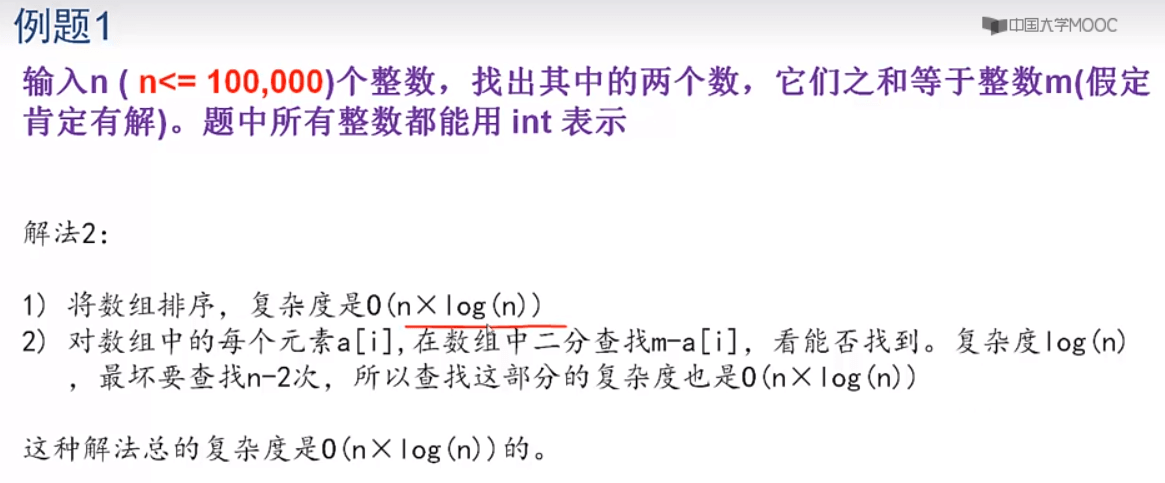 例题1
中国大学MOOC
输入n ( n<= 100,000)个整数，找出其中的两个数，它们之和等于整数m(假定
肯定有解)。题中所有整数都能用 int 表示
解法2：
1) 将数组排序，复杂度是O(n×log(n))
2) 对数组中的每个元素a[i],在数组中二分查找m-a[i]，看能否找到。复杂度log(n)
，最坏要查找n-2次，所以查找这部分的复杂度也是O(n×log(n))
这种解法总的复杂度是O(n×log(n))的。